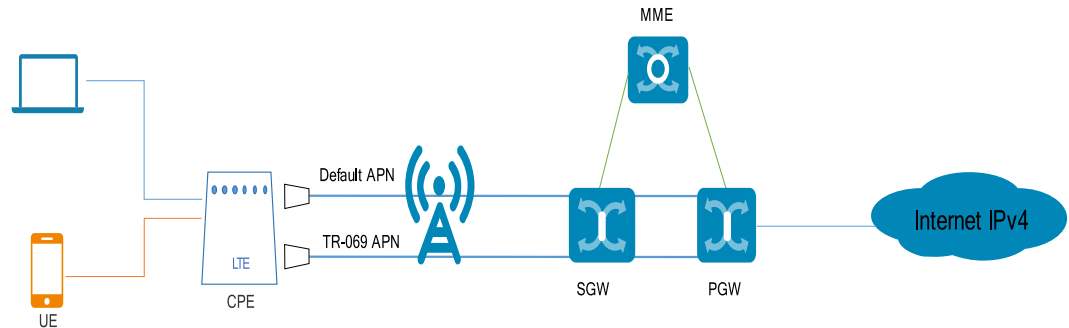 MME
Default APN
TR-069 APN
LTE
CPE
UE
SGW
PGW
Internet IPv4